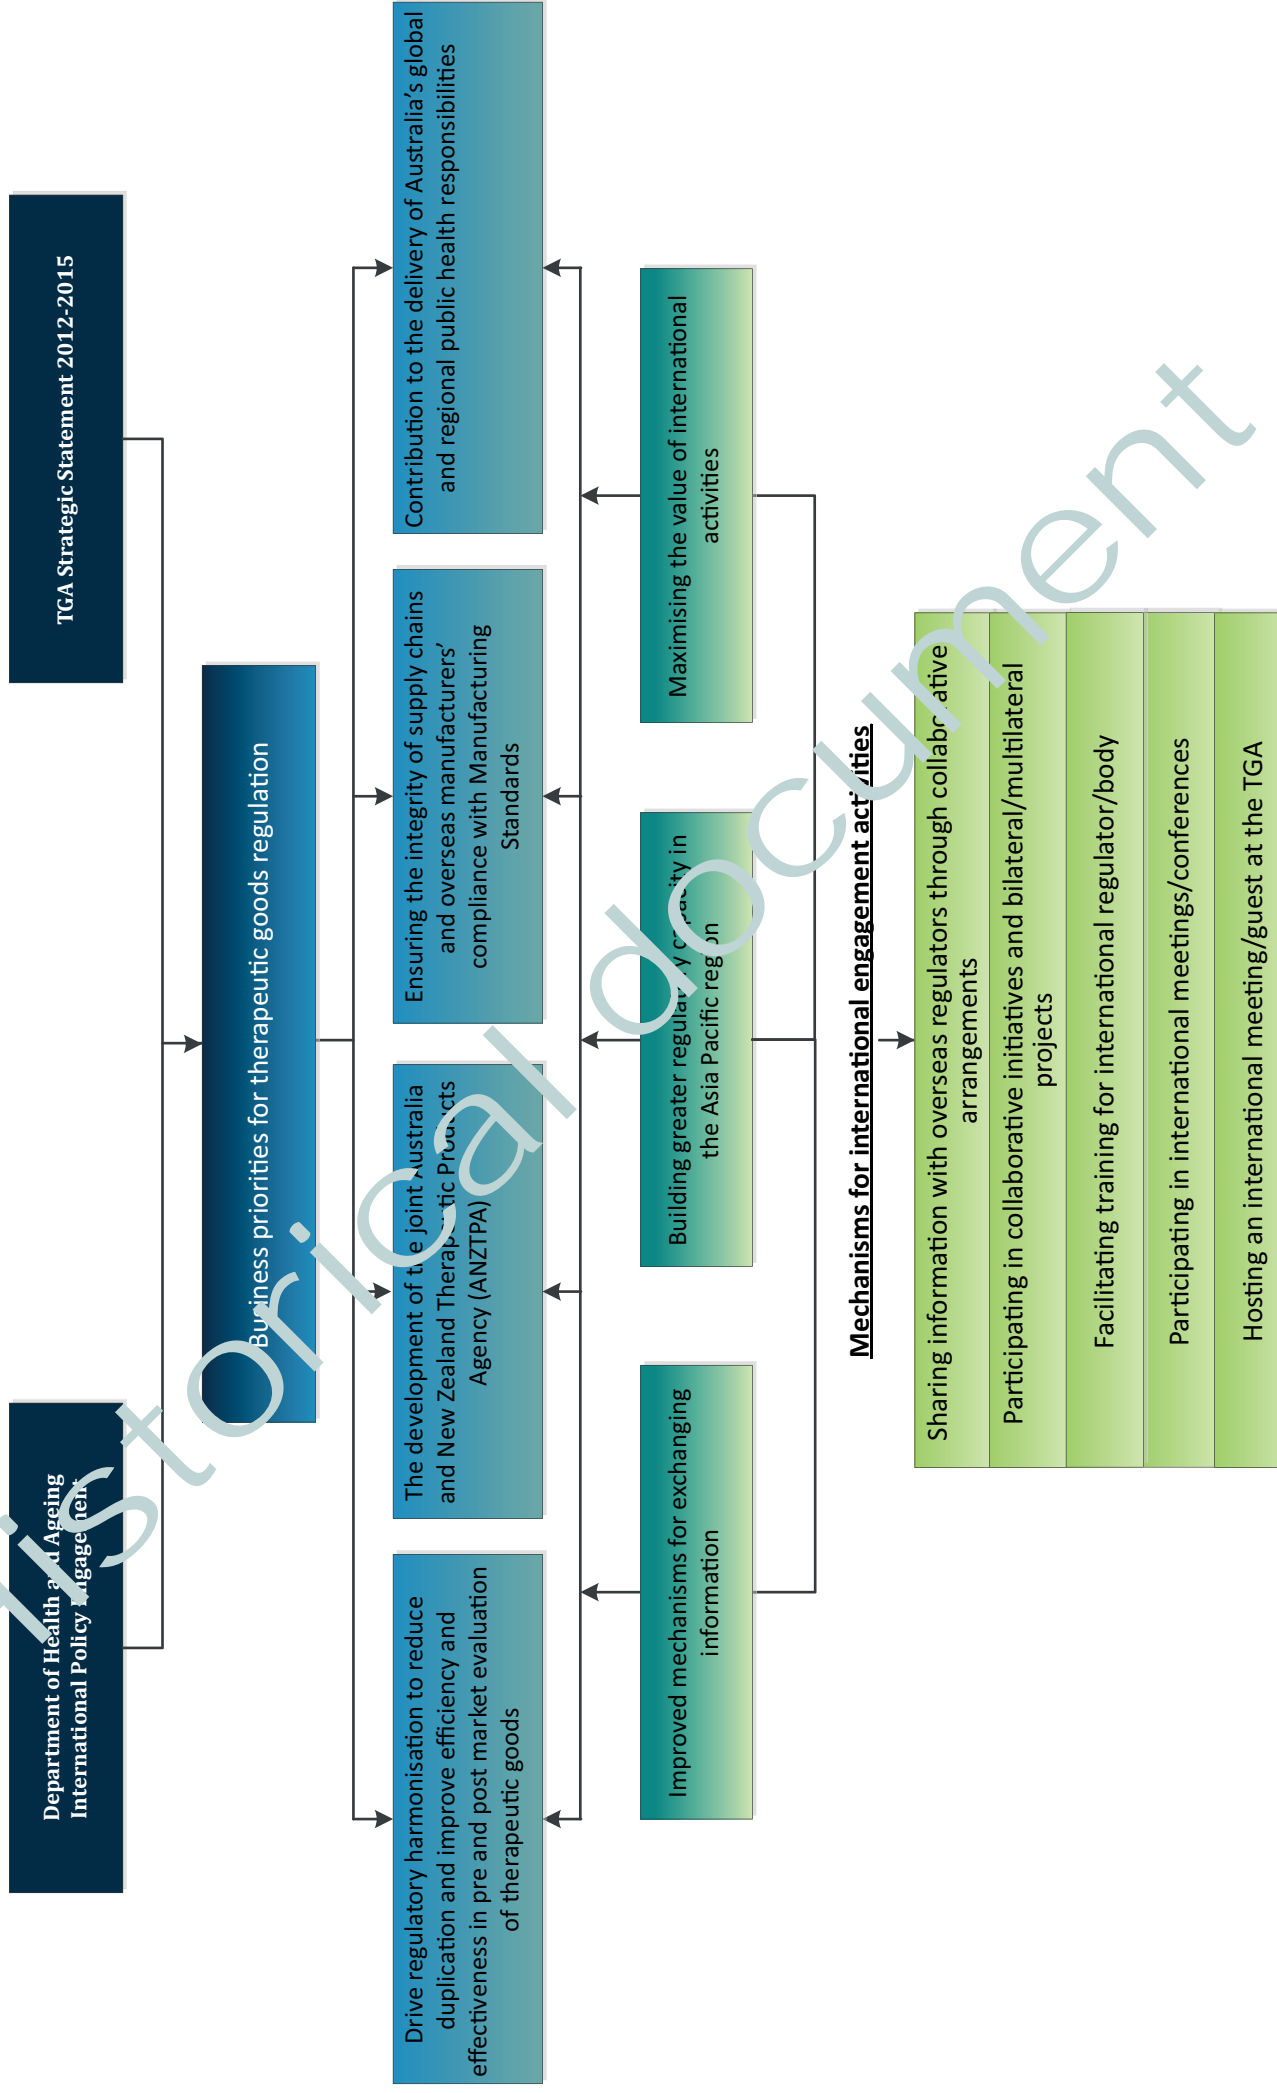 Department of Health and Ageing
International Policy Engagement
TGA Strategic Statement 2012-2015
Business priorities for therapeutic goods regulation
Drive regulatory harmonisation to reduce
duplication and improve efficiency and
effectiveness in pre and post market evaluation
of therapeutic goods
The development of the joint Australia
and New Zealand Therapeutic Products
Agency (ANZTPA)
Ensuring the integrity of supply chains
and overseas manufacturers’
compliance with Manufacturing
Standards
Contribution to the delivery of Australia’s global
and regional public health responsibilities
Improved mechanisms for exchanging
information
Building greater regulatory capacity in
the Asia Pacific region
Maximising the value of international
activities
Mechanisms for international engagement activities
Sharing information with overseas regulators through collaborative
arrangements
Participating in collaborative initiatives and bilateral/multilateral
projects
Facilitating training for international regulator/body
Participating in international meetings/conferences
Hosting an international meeting/guest at the TGA
Historical document